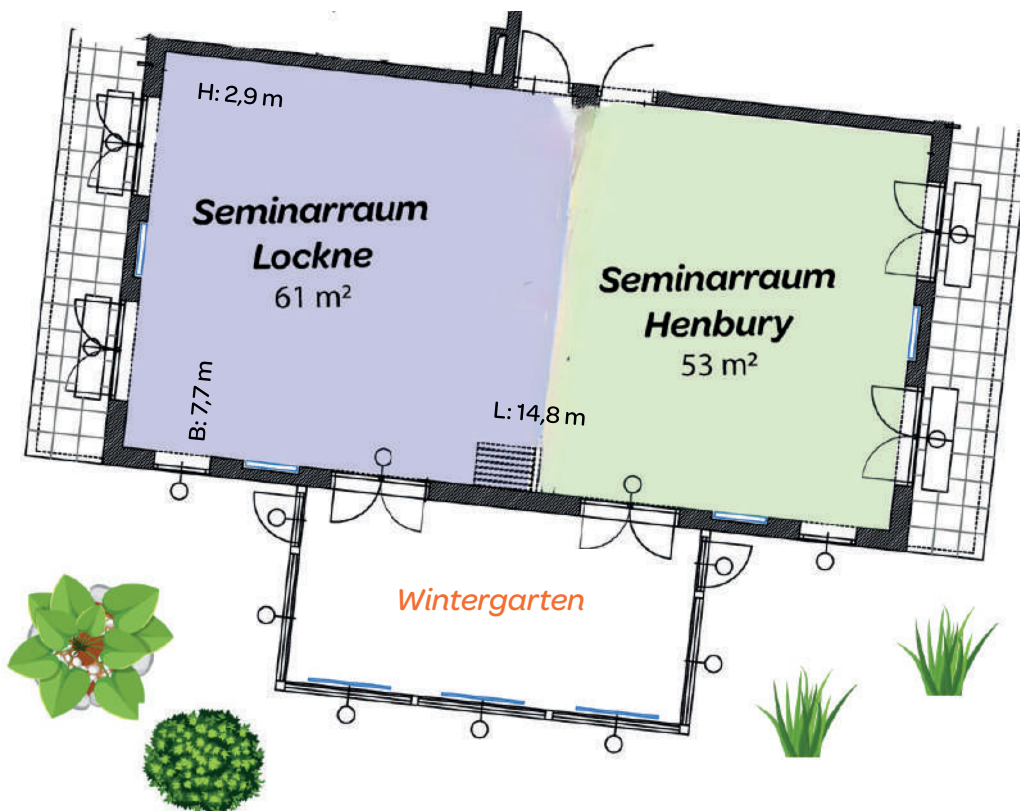 H: 2,9 m
Seminarraum
Lockne
61 m²
B: 7,7 m
L: 14,8 m
Seminarraum
Henbury
53 m²
Wintergarten